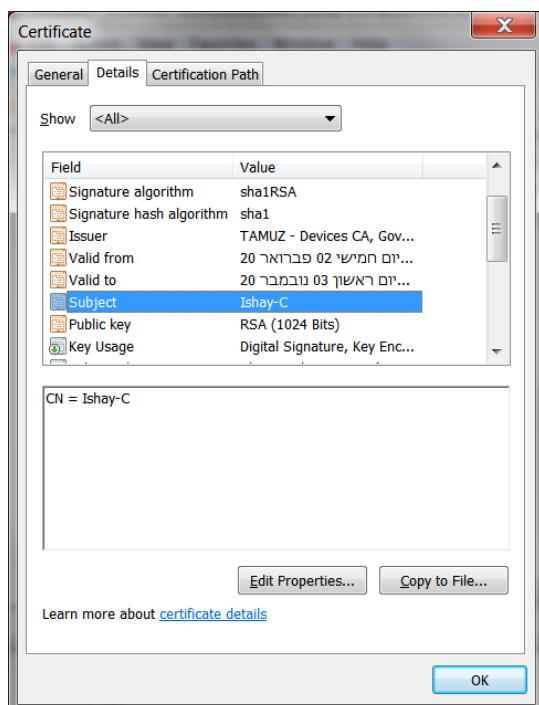 Certificate
General Details Certification Path
Show <All>
Field Value
Signature algorithm sha1RSA
Signature hash algorithm sha1
Issuer TAMUZ - Devices CA, Gov...
Valid from יום חמישי 02 פברואר 20...
Valid to יום ראשון 03 נובמבר 20...
Subject Ishay-C
Public key RSA (1024 Bits)
Key Usage Digital Signature, Key Enc...
CN = Ishay-C
Edit Properties... Copy to File...
Learn more about certificate details
OK